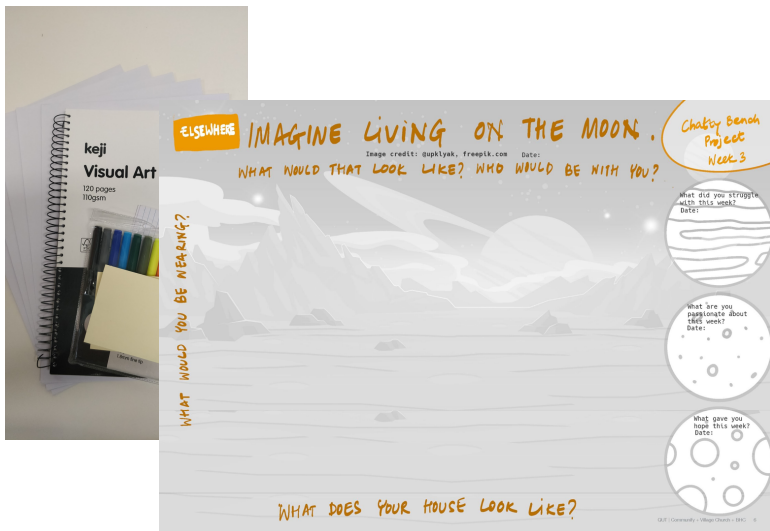 keji
Visual Art
120 pages
110gsm
ELSEWHERE
IMAGINE LIVING ON THE MOON.
Image credit: @upklyak, freepik.com Date:
WHAT WOULD THAT LOOK LIKE? WHO WOULD BE WITH YOU?
Chatty Bench
Project
Week 3
What did you struggle
with this week?
Date:
WHAT WOULD YOU BE WEARING?
What are you
passionate about
this week?
Date:
What gave you
hope this week?
Date:
WHAT DOES YOUR HOUSE LOOK LIKE?